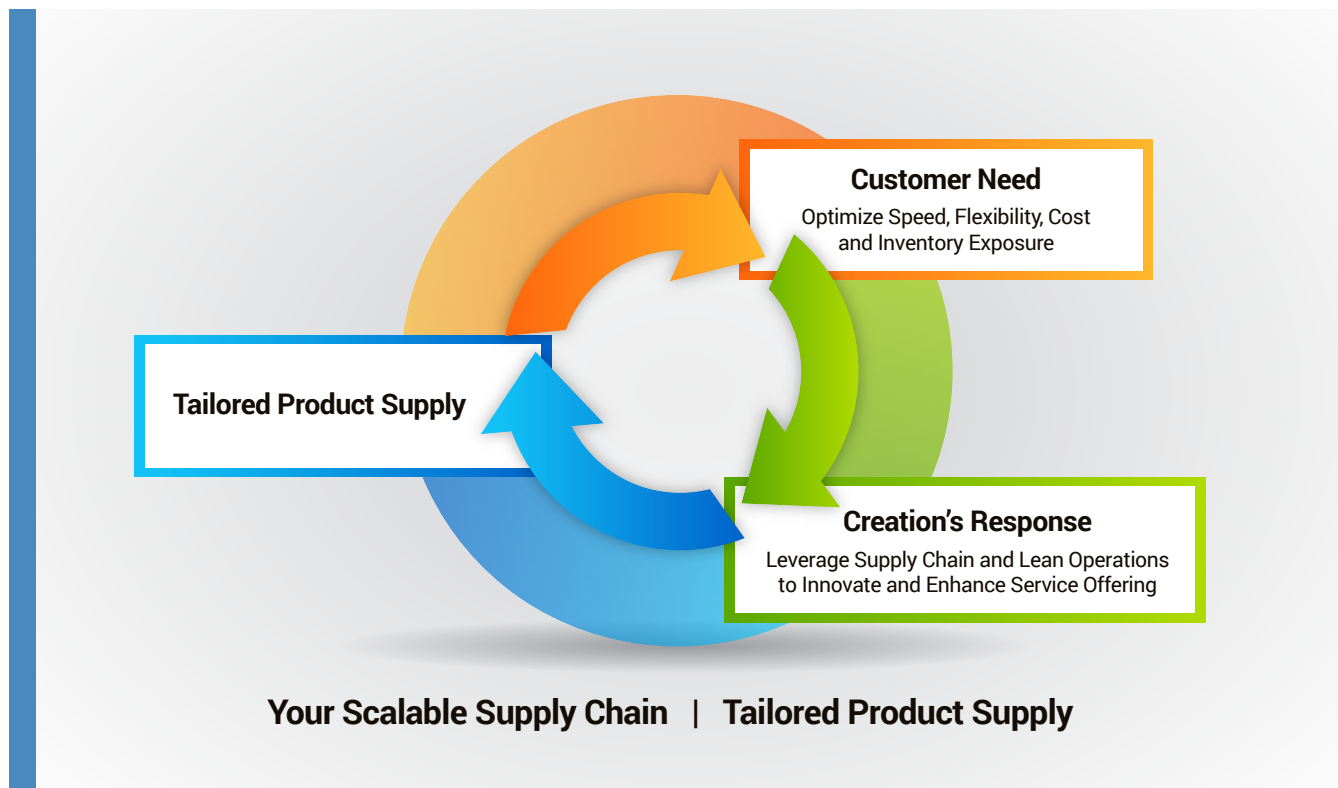 Customer Need
Optimize Speed, Flexibility, Cost
and Inventory Exposure
Tailored Product Supply
Creation’s Response
Leverage Supply Chain and Lean Operations
to Innovate and Enhance Service Offering
Your Scalable Supply Chain | Tailored Product Supply